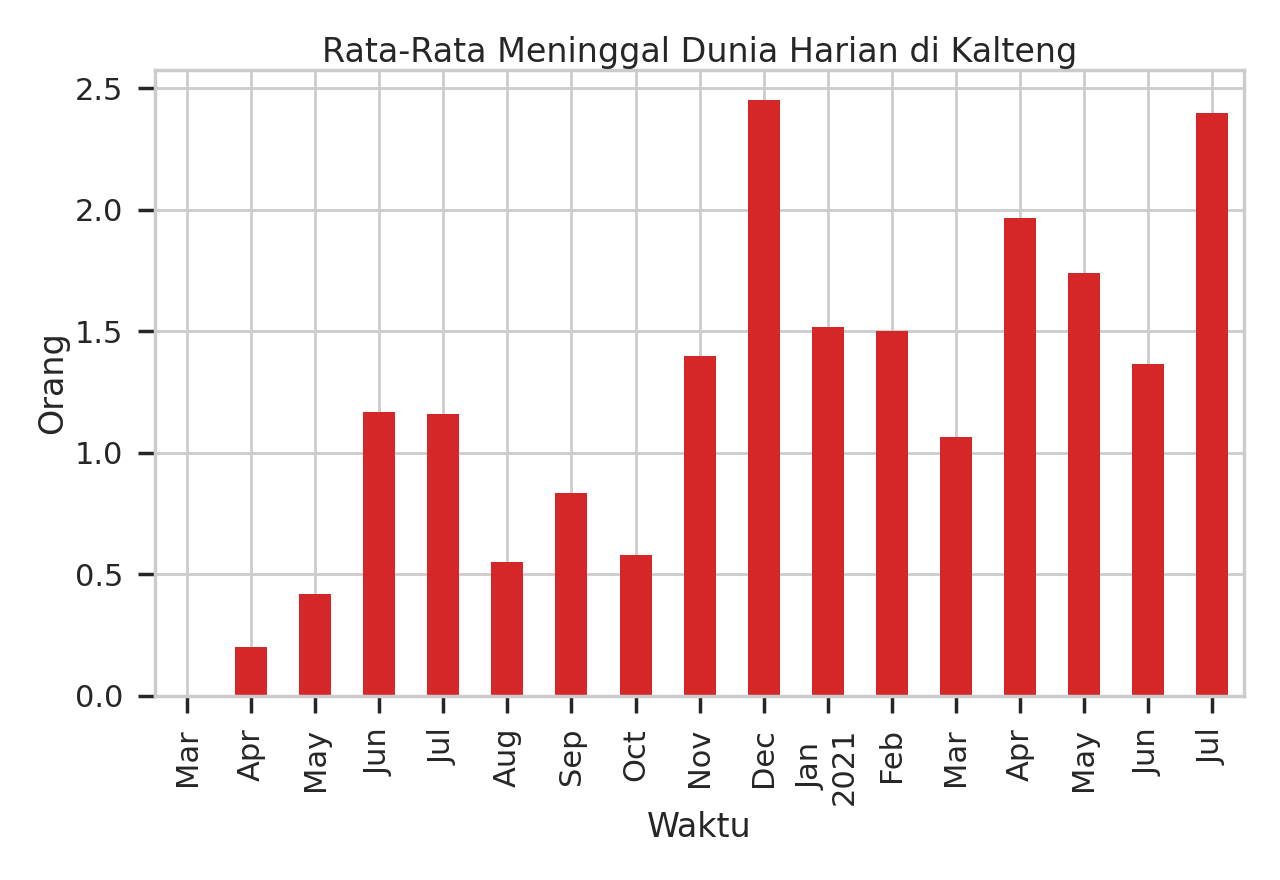 Rata-Rata Meninggal Dunia Harian di Kalteng
Orang
2.5
2.0
1.5
1.0
0.5
0.0
Mar
Apr
May
Jun
Jul
Aug
Sep
Oct
Nov
Dec
Jan
2021
Feb
Mar
Apr
May
Jun
Jul
Waktu